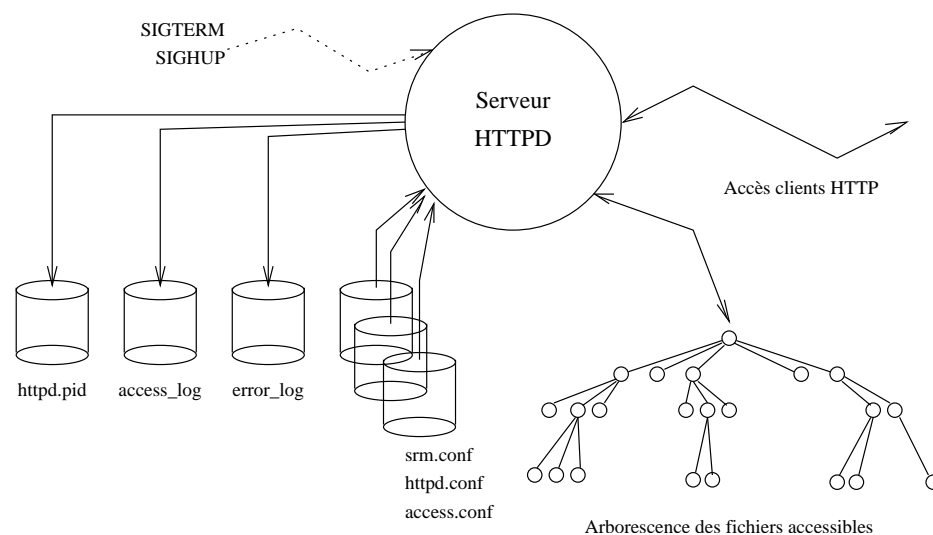 SIGTERM
SIGHUP
Serveur
HTTPD
Accès clients HTTP
httpd.pid
access_log
error_log
srm.conf
httpd.conf
access.conf
Arborescence des fichiers accessibles